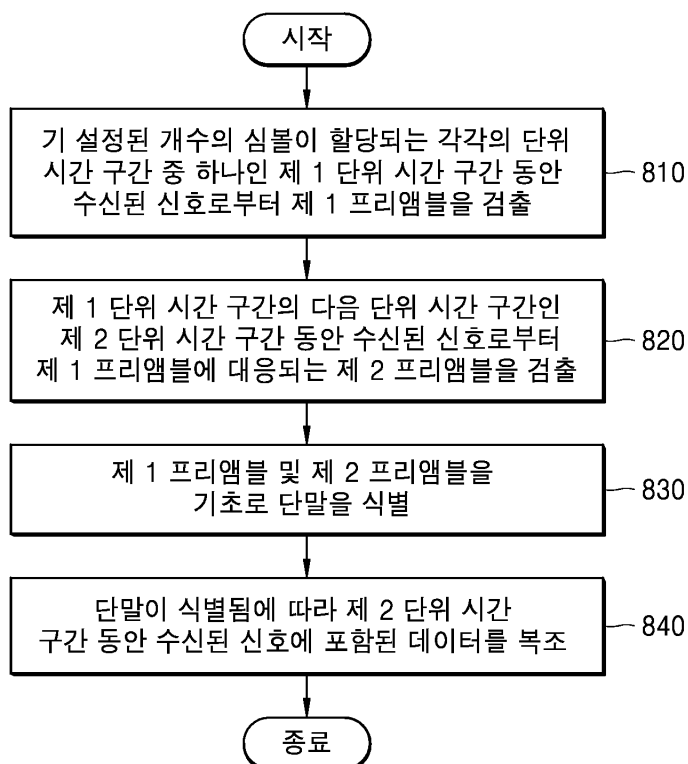 시작
기 설정된 개수의 심볼이 할당되는 각각의 단위
시간 구간 중 하나인 제 1 단위 시간 구간 동안
수신된 신호로부터 제 1 프리앰블을 검출
810
제 1 단위 시간 구간의 다음 단위 시간 구간인
제 2 단위 시간 구간 동안 수신된 신호로부터
제 1 프리앰블에 대응되는 제 2 프리앰블을 검출
820
제 1 프리앰블 및 제 2 프리앰블을
기초로 단말을 식별
830
단말이 식별됨에 따라 제 2 단위 시간
구간 동안 수신된 신호에 포함된 데이터를 복조
840
종료